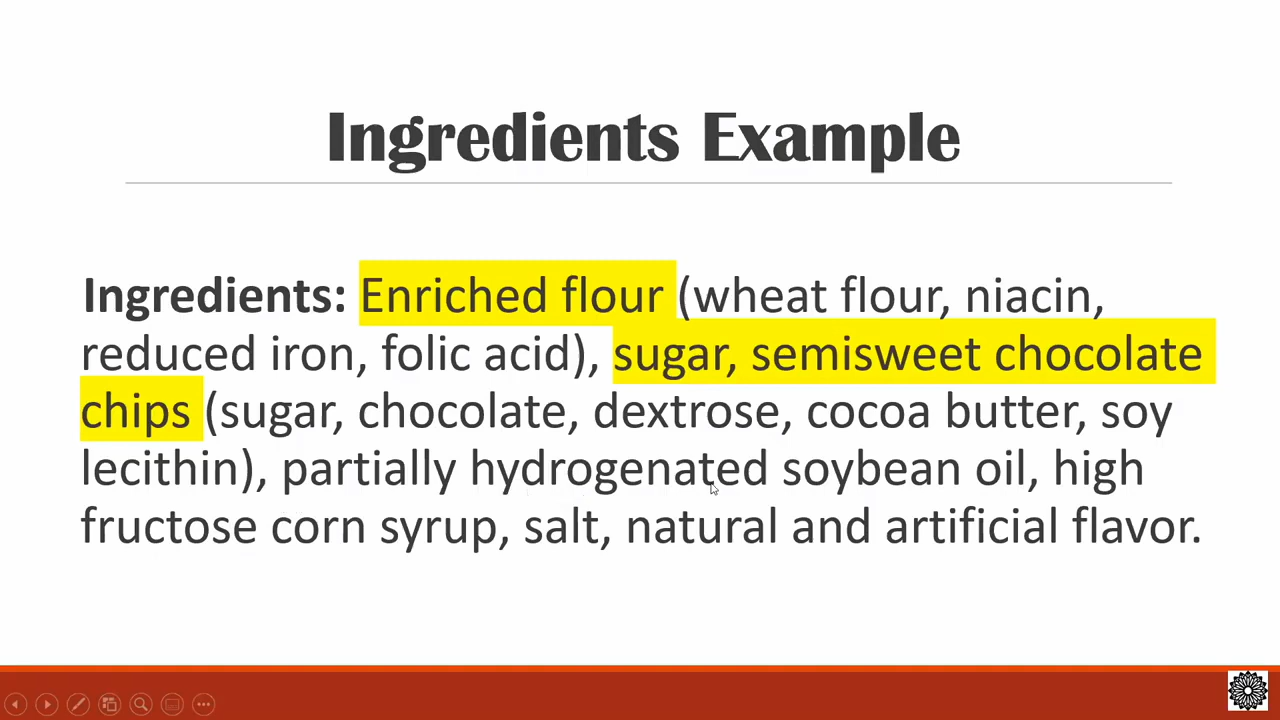 Ingredients Example
Ingredients: Enriched flour (wheat flour, niacin,
reduced iron, folic acid), sugar, semisweet chocolate
chips (sugar, chocolate, dextrose, cocoa butter, soy
lecithin), partially hydrogenated soybean oil, high
fructose corn syrup, salt, natural and artificial flavor.